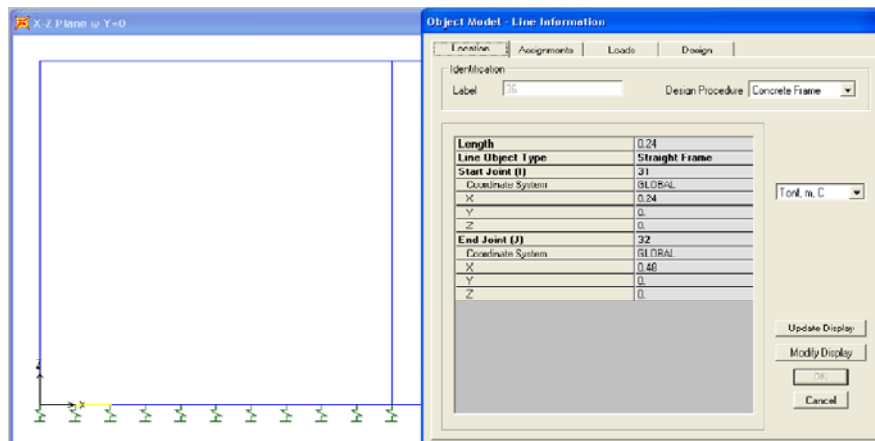 X-Z Plane @ Y=0
Object Model - Line Information
Location Assignments Loads Design
Identification
Label 36 Design Procedure Concrete Frame
Length 0.24
Line Object Type Straight Frame
Start Joint (I) 31
Coordinate System GLOBAL
X 0.24
Y 0.
Z 0.
End Joint (J) 32
Coordinate System GLOBAL
X 0.48
Y 0.
Z 0.
Tonf, m, C
Update Display
Modify Display
OK
Cancel
Z
X